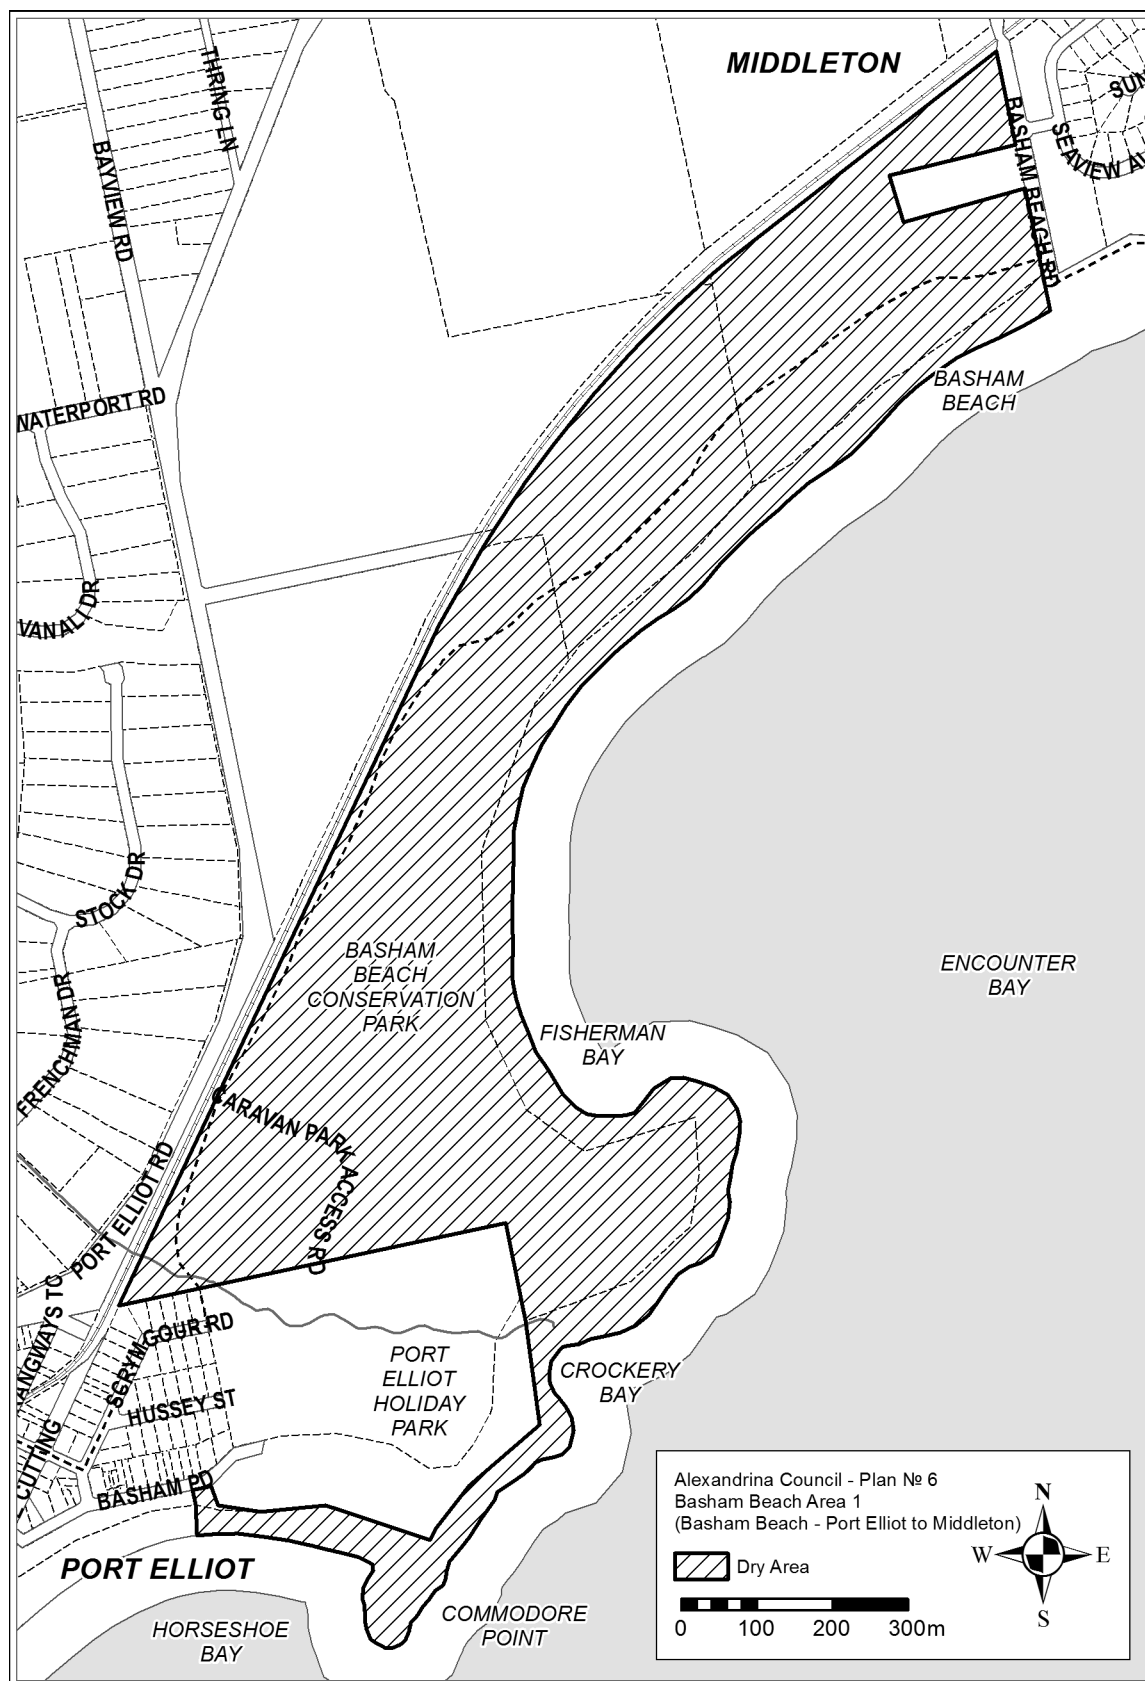 MIDDLETON
THRING LN
BAYVIEW RD
BASHAM BEACH RD
SEAVIEW AV
SUN
WATERPORT RD
BASHAM
BEACH
VANALI DR
STOCK DR
FRENCHMAN DR
BASHAM
BEACH
CONSERVATION
PARK
ENCOUNTER
BAY
FISHERMAN
BAY
CARAVAN PARK ACCESS RD
PORT ELLIOT RD
ANGWAYS TC
SCRYMGOUR RD
HUSSEY ST
CUTTING
BASHAM PD
PORT
ELLIOT
HOLIDAY
PARK
CROCKERY
BAY
PORT ELLIOT
HORSESHOE
BAY
COMMODORE
POINT
Alexandrina Council - Plan № 6
Basham Beach Area 1
(Basham Beach - Port Elliot to Middleton)
Dry Area
0 100 200 300m
N
W E
S